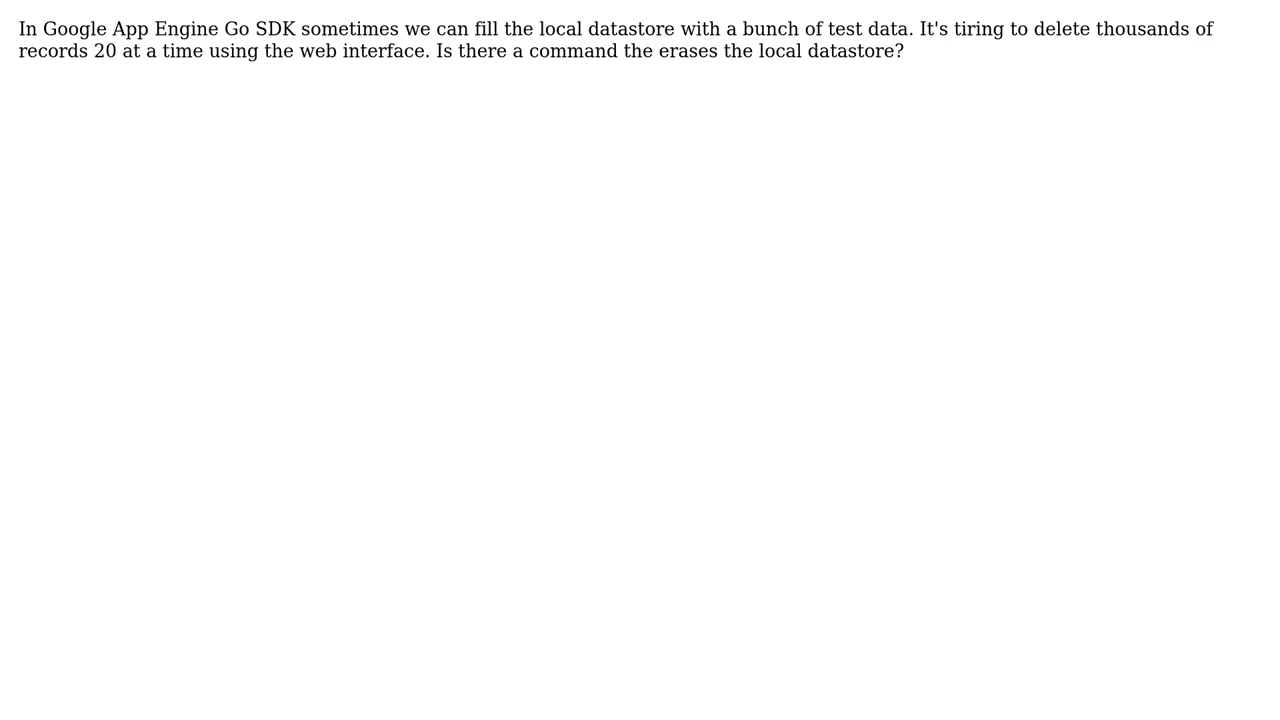 In Google App Engine Go SDK sometimes we can fill the local datastore with a bunch of test data. It's tiring to delete thousands of
records 20 at a time using the web interface. Is there a command the erases the local datastore?